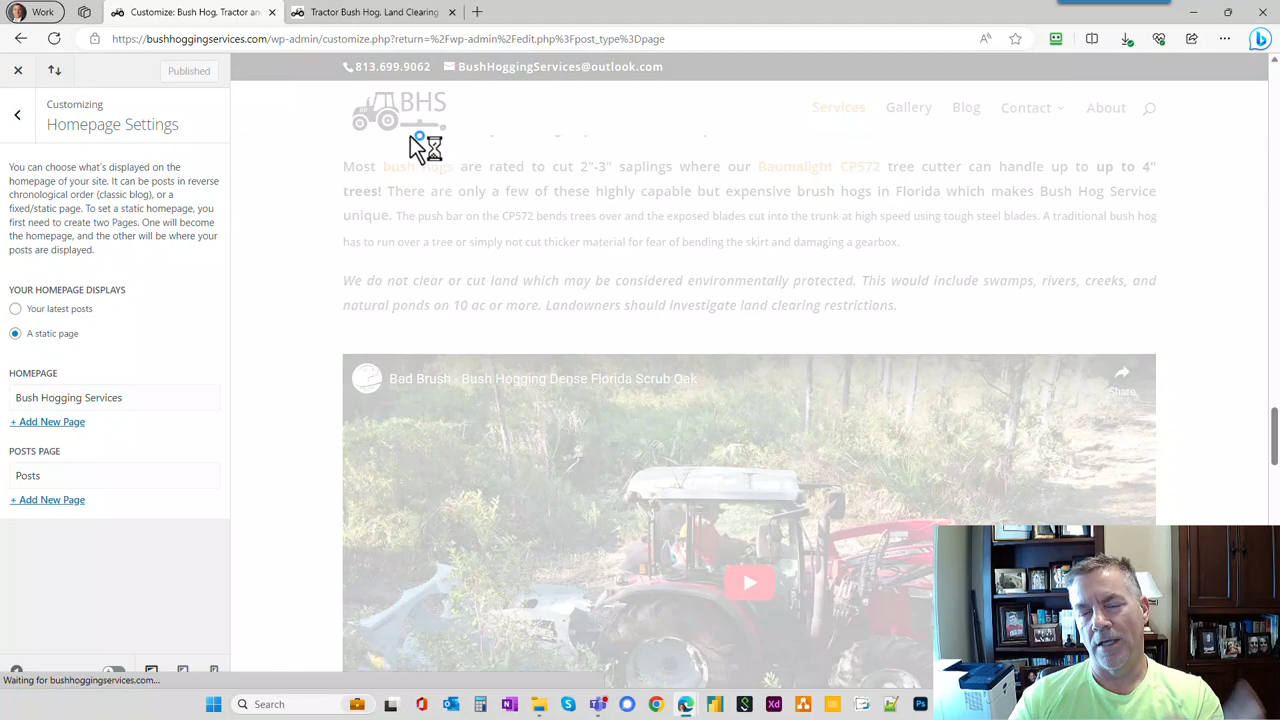 Work
Customize: Bush Hog, Tractor an
Tractor Bush Hog, Land Clearing
https://bushhoggingservices.com/wp-admin/customize.php?return=%2Fwp-admin%2Fedit.php%3Fpost_type%3Dpage
Published
813.699.9062
BushHoggingServices@outlook.com
Customizing
Homepage Settings
BHS
Services
Gallery
Blog
Contact
About
You can choose what's displayed on the
homepage of your site. It can be posts in reverse
chronological order (classic blog), or a
fixed/static page. To set a static homepage, you
first need to create two Pages. One will become
the homepage, and the other will be where your
posts are displayed.
YOUR HOMEPAGE DISPLAYS
Your latest posts
A static page
HOMEPAGE
Bush Hogging Services
+ Add New Page
POSTS PAGE
Posts
+ Add New Page
Most bush hogs are rated to cut 2"-3" saplings where our Baumalight CP572 tree cutter can handle up to up to 4"
trees! There are only a few of these highly capable but expensive brush hogs in Florida which makes Bush Hog Service
unique. The push bar on the CP572 bends trees over and the exposed blades cut into the trunk at high speed using tough steel blades. A traditional bush hog
has to run over a tree or simply not cut thicker material for fear of bending the skirt and damaging a gearbox.
We do not clear or cut land which may be considered environmentally protected. This would include swamps, rivers, creeks, and
natural ponds on 10 ac or more. Landowners should investigate land clearing restrictions.
Bad Brush - Bush Hogging Dense Florida Scrub Oak
Share
Waiting for bushhoggingservices.com...
Search